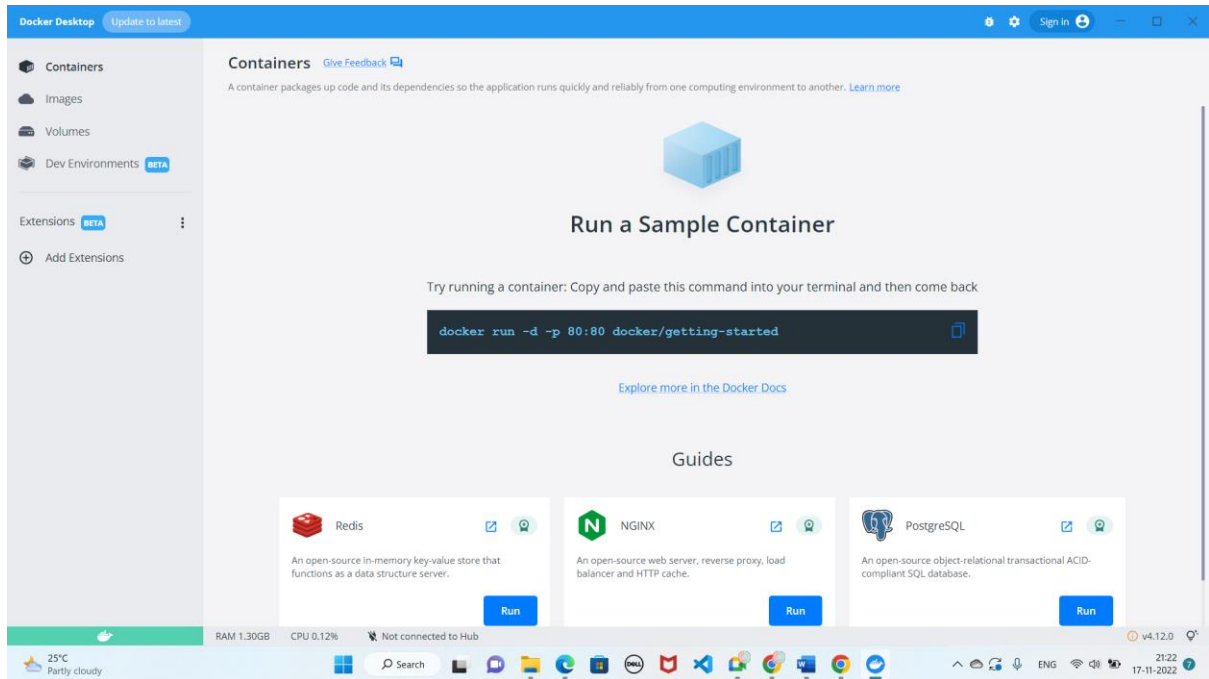 Docker Desktop Update to latest
Sign in
Containers
Images
Volumes
Dev Environments BETA
Extensions BETA
Add Extensions
Containers Give Feedback
A container packages up code and its dependencies so the application runs quickly and reliably from one computing environment to another. Learn more
Run a Sample Container
Try running a container: Copy and paste this command into your terminal and then come back
docker run -d -p 80:80 docker/getting-started
Explore more in the Docker Docs
Guides
Redis
An open-source in-memory key-value store that
functions as a data structure server.
Run
NGINX
An open-source web server, reverse proxy, load
balancer and HTTP cache.
Run
PostgreSQL
An open-source object-relational transactional ACID-
compliant SQL database.
Run
RAM 1.30GB CPU 0.12% Not connected to Hub
v4.12.0
25°C
Partly cloudy
Search
DELL
ENG
21:22
17-11-2022
7